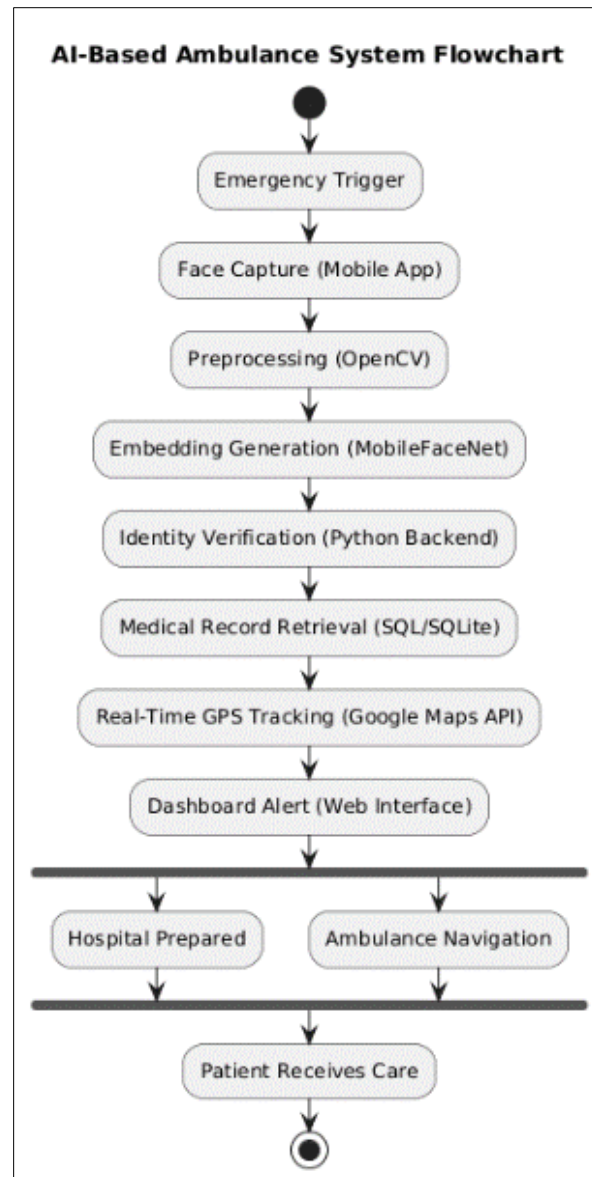 AI-Based Ambulance System Flowchart
Emergency Trigger
Face Capture (Mobile App)
Preprocessing (OpenCV)
Embedding Generation (MobileFaceNet)
Identity Verification (Python Backend)
Medical Record Retrieval (SQL/SQLite)
Real-Time GPS Tracking (Google Maps API)
Dashboard Alert (Web Interface)
Hospital Prepared
Ambulance Navigation
Patient Receives Care